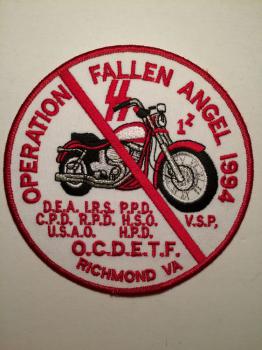 OPERATION FALLEN ANGEL 1994
1%
D.E.A. I.R.S. P.P.D.
C.P.D. R.P.D. H.S.O. V.S.P.
U.S.A.O. H.P.D.
O.C.D.E.T.F.
RICHMOND VA